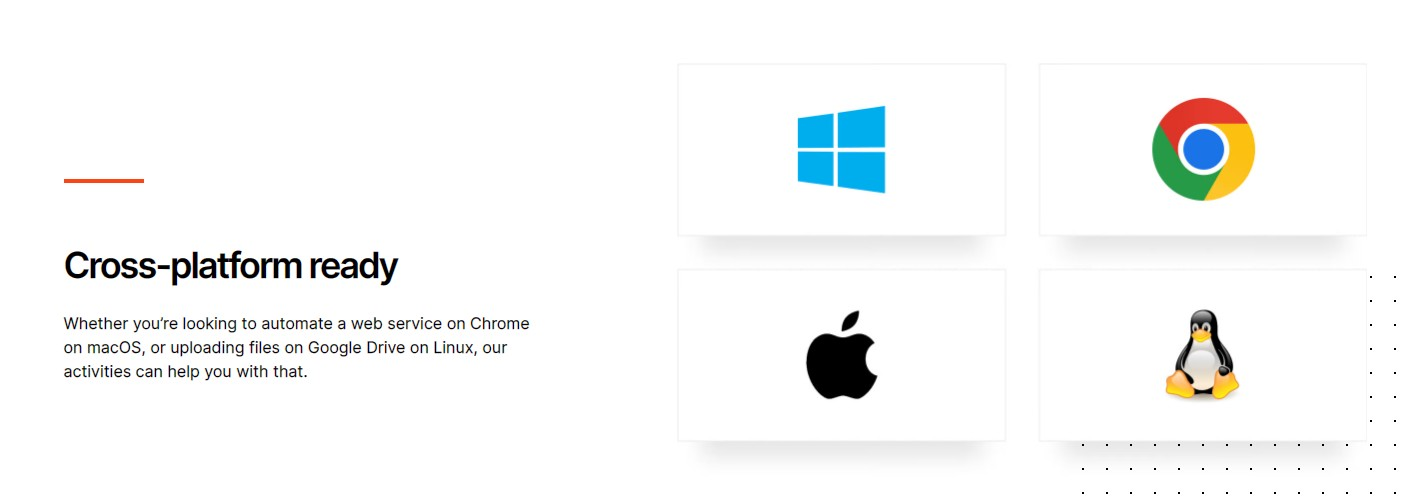 Cross-platform ready
Whether you’re looking to automate a web service on Chrome
on macOS, or uploading files on Google Drive on Linux, our
activities can help you with that.